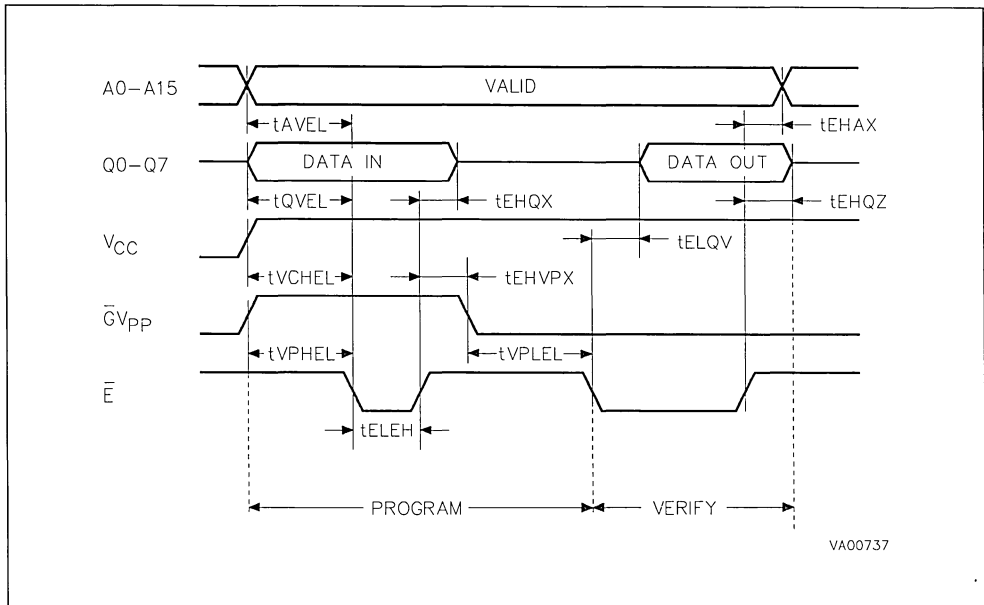 A0-A15
VALID
tAVEL
tEHAX
Q0-Q7
DATA IN
DATA OUT
tQVEL
tEHQX
tEHQZ
VCC
tELQV
tVCHEL
tEHVPX
G̅VPP
tVPHEL
tVPLEL
E̅
tELEH
PROGRAM
VERIFY
VA00737